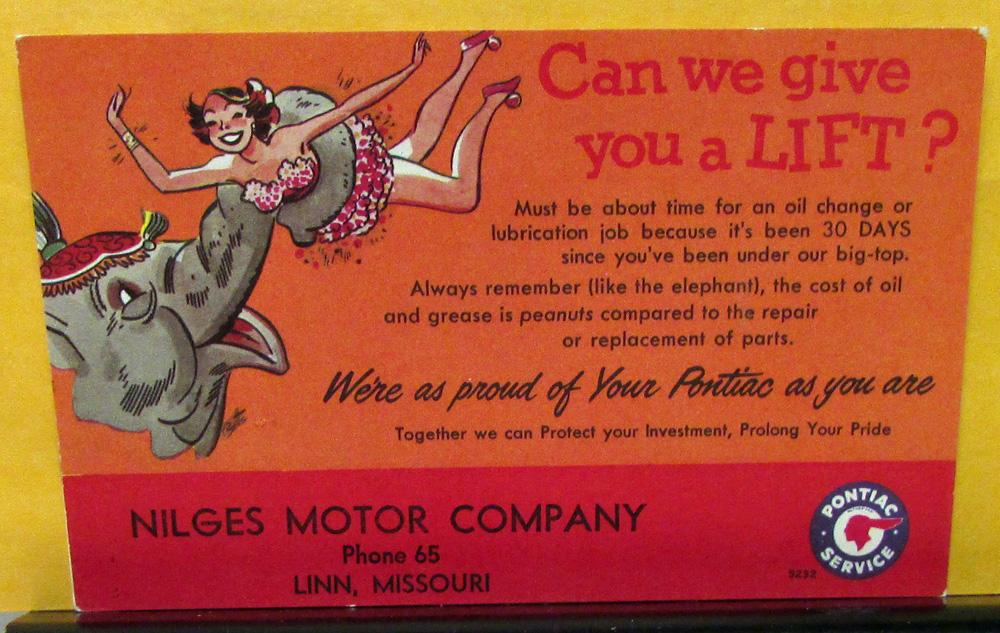 Can we give
you a LIFT?
Must be about time for an oil change or
lubrication job because it's been 30 DAYS
since you've been under our big-top.
Always remember (like the elephant), the cost of oil
and grease is peanuts compared to the repair
or replacement of parts.
We're as proud of Your Pontiac as you are
Together we can Protect your Investment, Prolong Your Pride
NILGES MOTOR COMPANY
Phone 65
LINN, MISSOURI
PONTIAC
SERVICE
9292